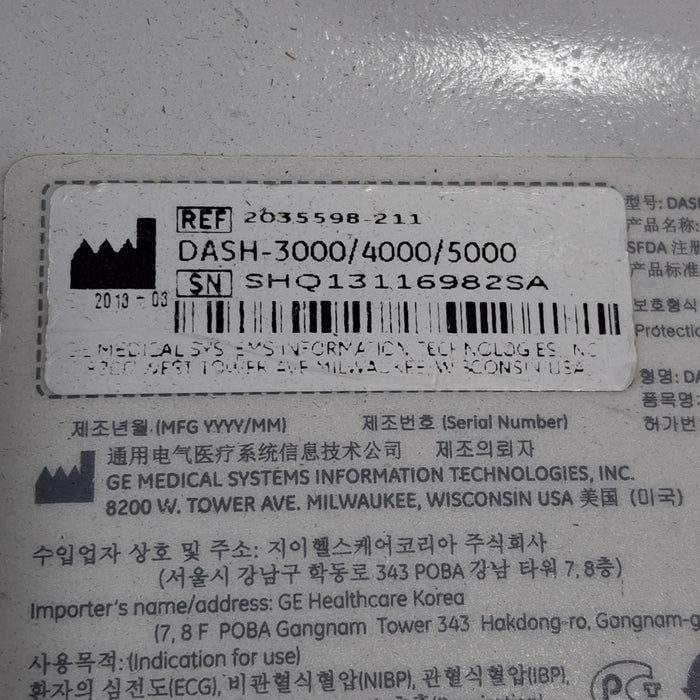 REF 2035598-211
DASH-3000/4000/5000
SN SHQ13116982SA
2013-03
GE MEDICAL SYSTEMS INFORMATION TECHNOLOGIES, INC
8200 WEST TOWER AVE MILWAUKEE, WISCONSIN USA
型号: DASH
产品名称:
SFDA 注册
产品标准
保护形式
Protectio
형명: DA
품목명:
허가번
제조년월 (MFG YYYY/MM) 제조번호 (Serial Number)
通用电气医疗系统信息技术公司 제조의뢰자
GE MEDICAL SYSTEMS INFORMATION TECHNOLOGIES, INC.
8200 W. TOWER AVE. MILWAUKEE, WISCONSIN USA 美国 (미국)
수입업자 상호 및 주소: 지이헬스케어코리아 주식회사
(서울시 강남구 학동로 343 POBA 강남 타워 7, 8층)
Importer's name/address: GE Healthcare Korea
(7, 8 F POBA Gangnam Tower 343 Hakdong-ro, Gangnam-g
사용목적: (Indication for use)
환자의 심전도(ECG), 비관혈식혈압(NIBP), 관혈식혈압(IBP),